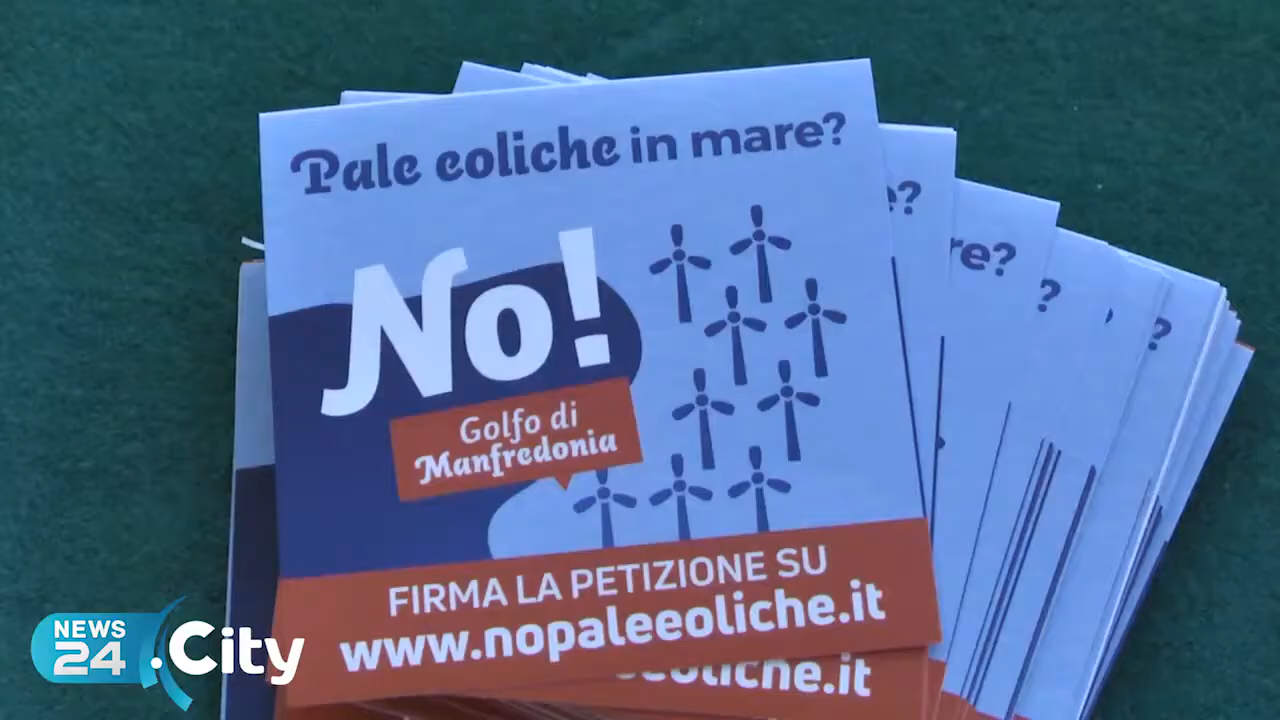 Pale eoliche in mare?
No!
Golfo di
Manfredonia
FIRMA LA PETIZIONE SU
www.nopaleeoliche.it
e?
re?
?
?
eoliche.it
NEWS
24
.City